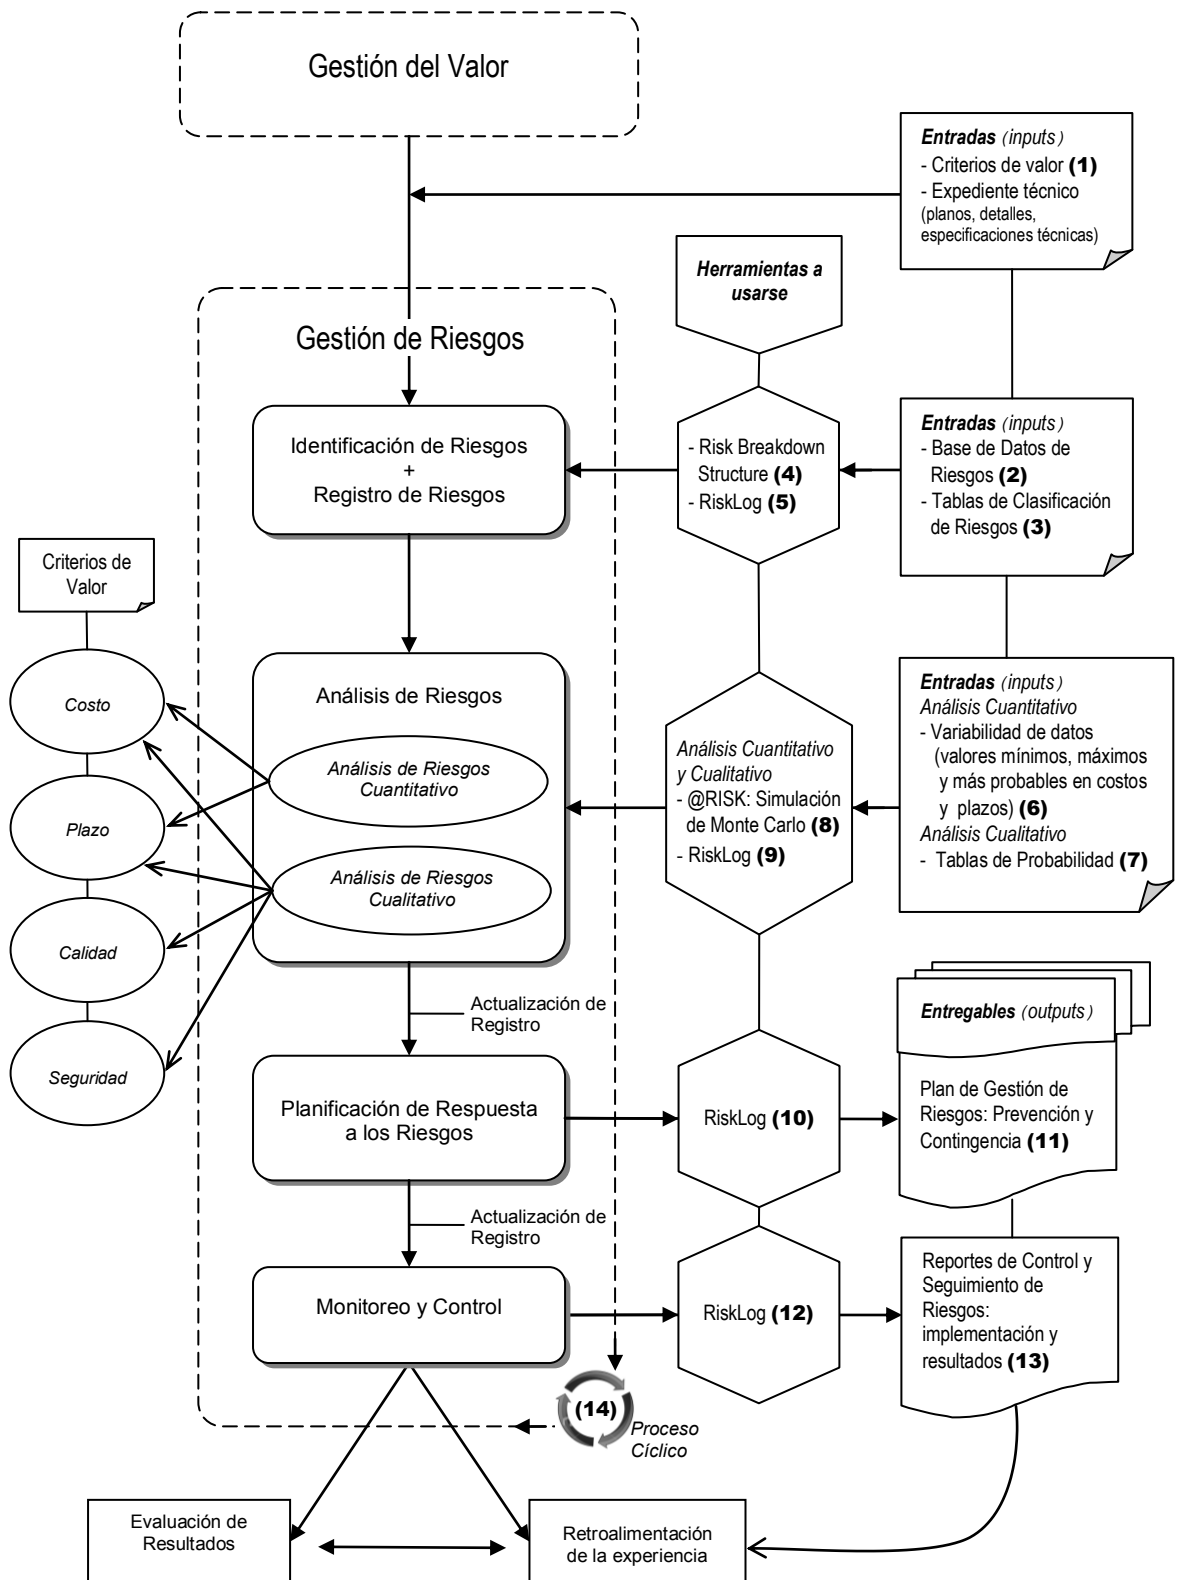 Gestión del Valor
Entradas (inputs)
- Criterios de valor (1)
- Expediente técnico
(planos, detalles,
especificaciones técnicas)
Herramientas a
usarse
Gestión de Riesgos
Identificación de Riesgos
+
Registro de Riesgos
- Risk Breakdown
Structure (4)
- RiskLog (5)
Entradas (inputs)
- Base de Datos de
Riesgos (2)
- Tablas de Clasificación
de Riesgos (3)
Criterios de
Valor
Costo
Plazo
Calidad
Seguridad
Análisis de Riesgos
Análisis de Riesgos
Cuantitativo
Análisis de Riesgos
Cualitativo
Análisis Cuantitativo
y Cualitativo
- @RISK: Simulación
de Monte Carlo (8)
- RiskLog (9)
Entradas (inputs)
Análisis Cuantitativo
- Variabilidad de datos
(valores mínimos, máximos
y más probables en costos
y plazos) (6)
Análisis Cualitativo
- Tablas de Probabilidad (7)
Actualización de
Registro
Planificación de Respuesta
a los Riesgos
RiskLog (10)
Entregables (outputs)
Plan de Gestión de
Riesgos: Prevención y
Contingencia (11)
Actualización de
Registro
Monitoreo y Control
RiskLog (12)
Reportes de Control y
Seguimiento de
Riesgos:
implementación y
resultados (13)
(14)
Proceso
Cíclico
Evaluación de
Resultados
Retroalimentación
de la experiencia